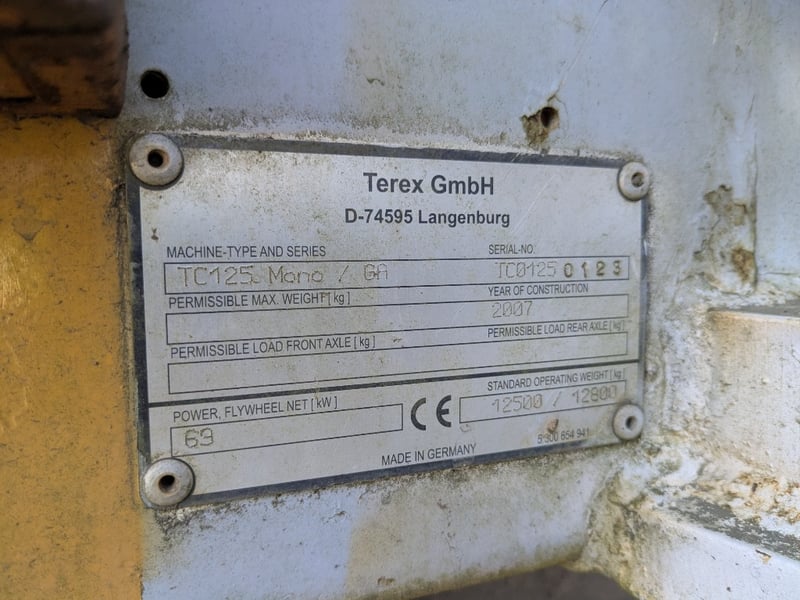 Terex GmbH
D-74595 Langenburg
MACHINE-TYPE AND SERIES SERIAL-NO.
TC125 Mono / GA TC0125 0123
PERMISSIBLE MAX. WEIGHT [ kg ] YEAR OF CONSTRUCTION
2007
PERMISSIBLE LOAD FRONT AXLE [ kg ] PERMISSIBLE LOAD REAR AXLE [ kg ]
POWER, FLYWHEEL NET [ kW ] STANDARD OPERATING WEIGHT [ kg ]
69 CE 12500 / 12800
MADE IN GERMANY 5 900 654 941